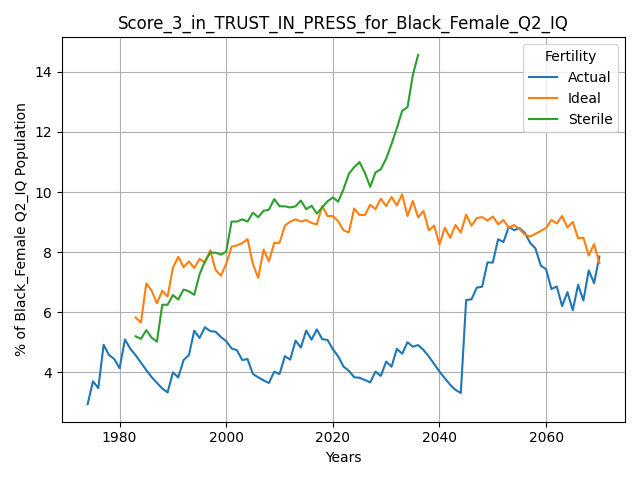 Score_3_in_TRUST_IN_PRESS_for_Black_Female_Q2_IQ
Fertility
Actual
Ideal
Sterile
% of Black_Female Q2_IQ Population
14
12
10
8
6
4
1980
2000
2020
2040
2060
Years